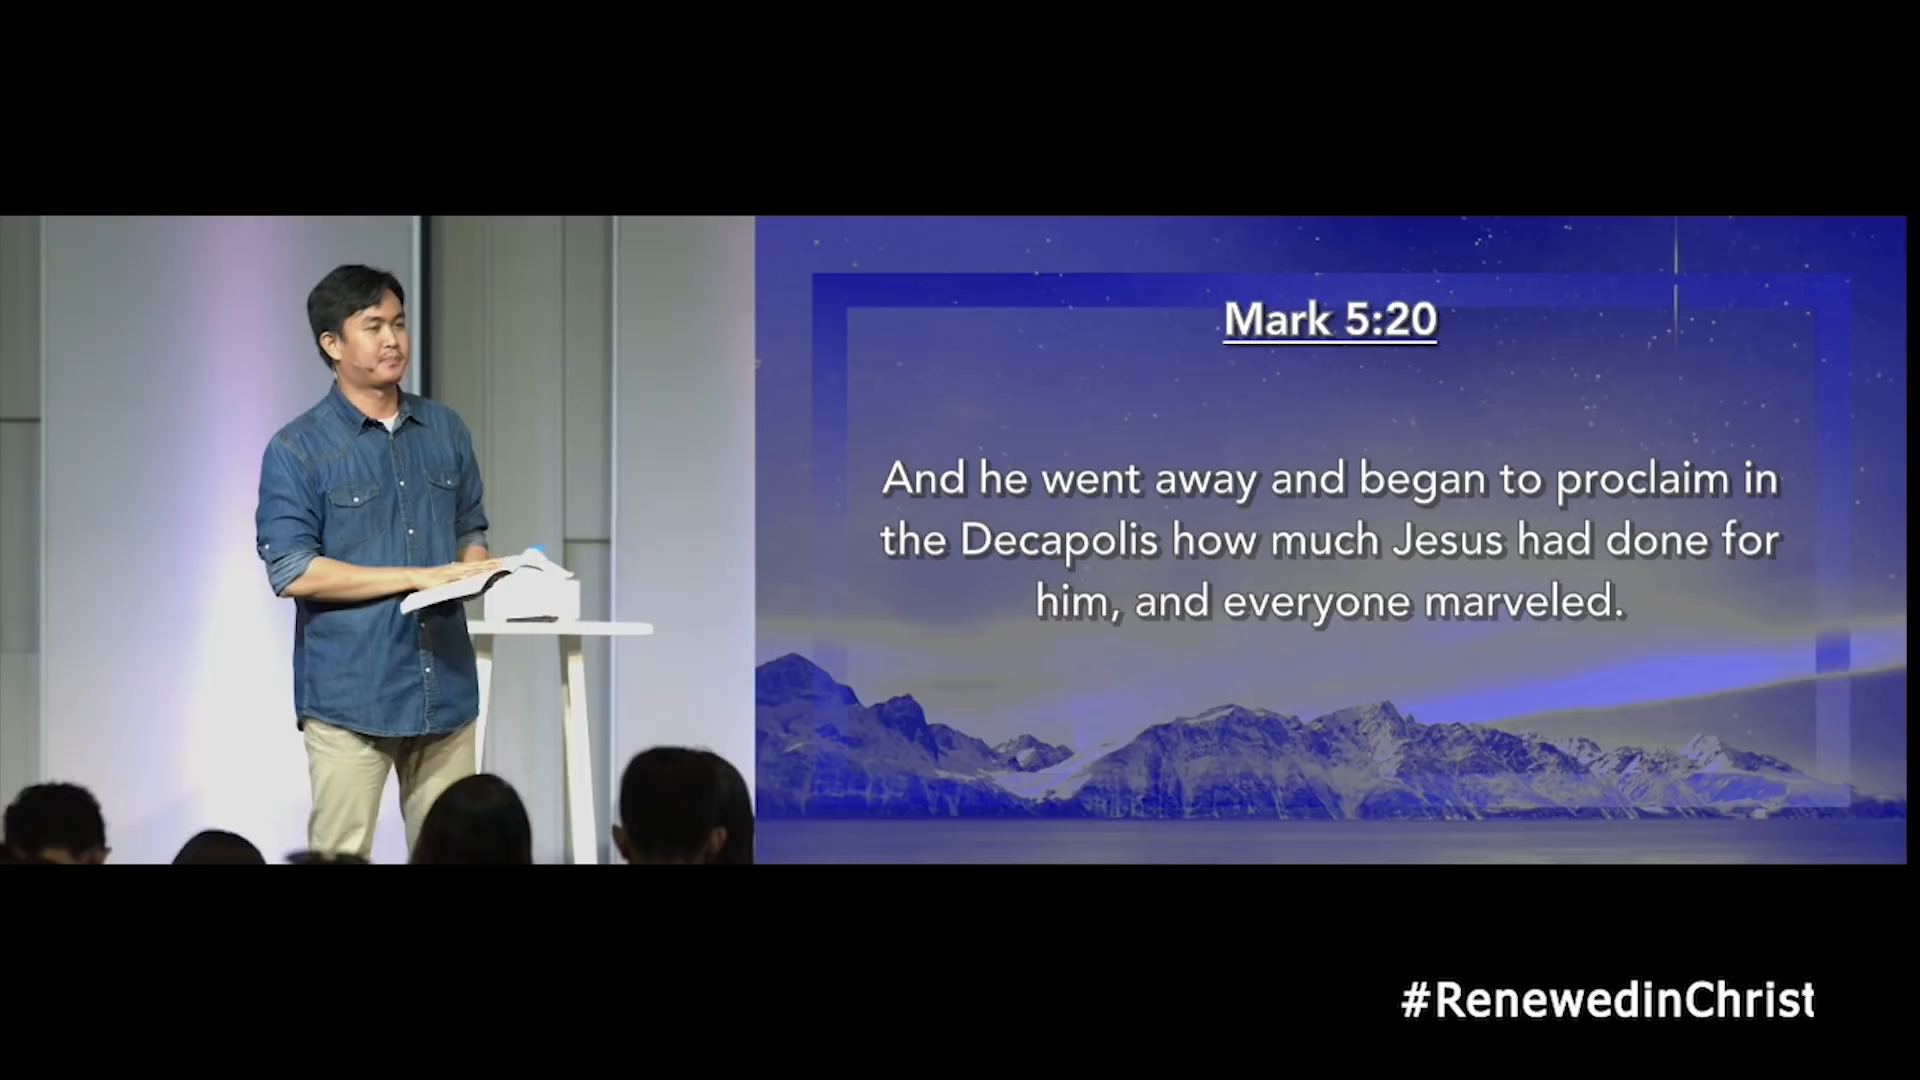 Mark 5:20
And he went away and began to proclaim in
the Decapolis how much Jesus had done for
him, and everyone marveled.
#RenewedinChrist